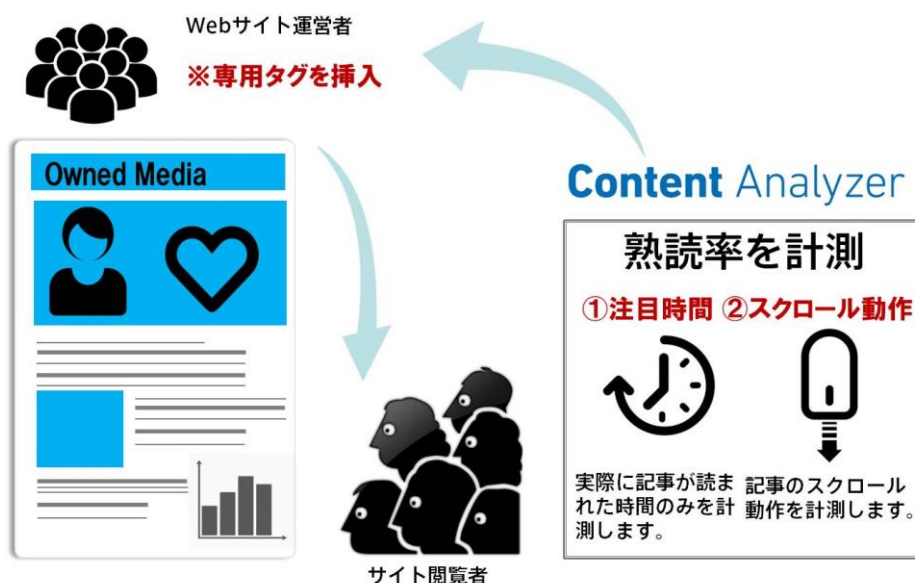 Webサイト運営者
※専用タグを挿入
Owned Media
Content Analyzer
熟読率を計測
①注目時間 ②スクロール動作
実際に記事が読ま
れた時間のみを計
測します。
記事のスクロール
動作を計測します。
サイト閲覧者